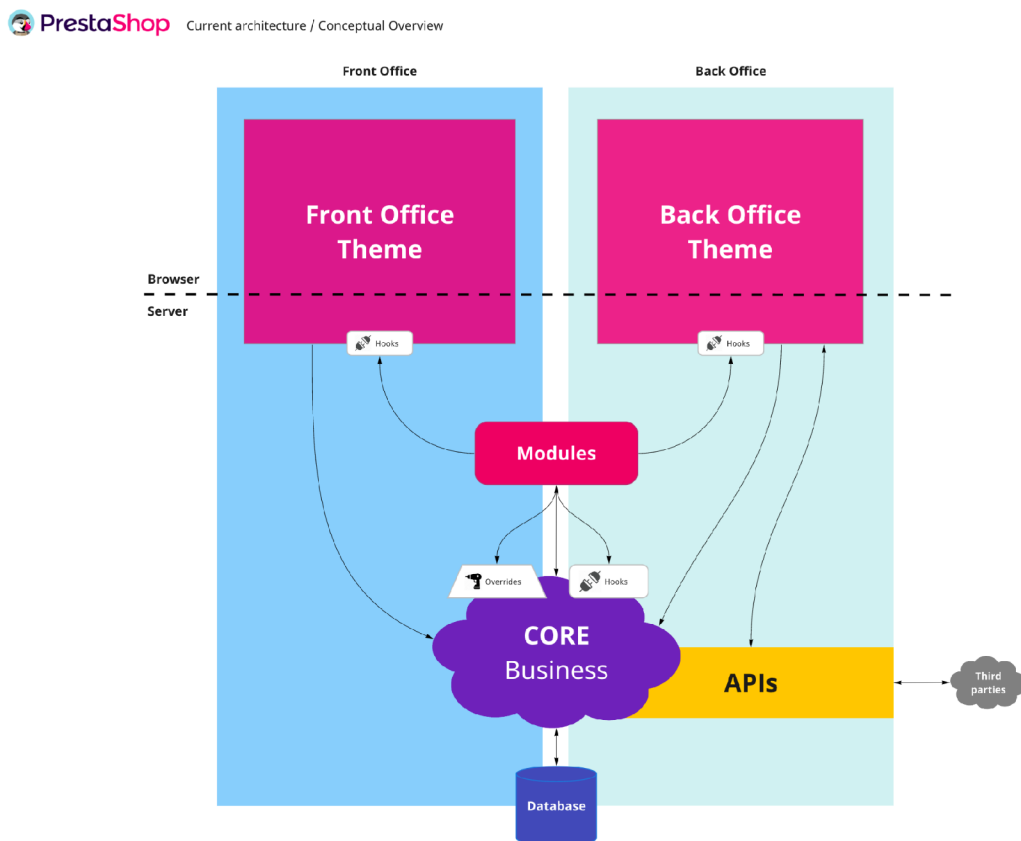 PrestaShop
Current architecture / Conceptual Overview
Front Office
Back Office
Front Office
Theme
Back Office
Theme
Browser
Server
Hooks
Hooks
Modules
Overrides
Hooks
CORE
Business
APIs
Third
parties
Database